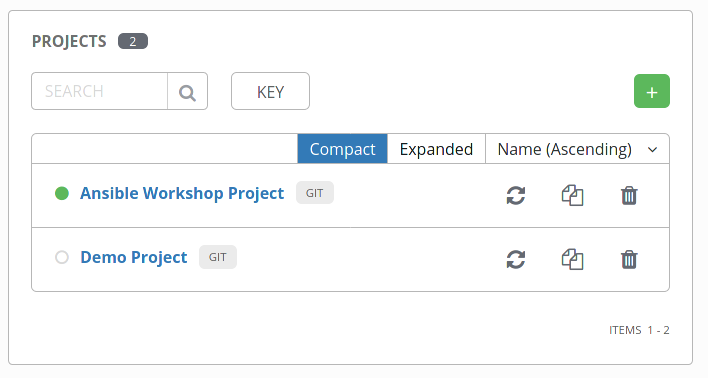 PROJECTS 2
SEARCH KEY +
Compact Expanded Name (Ascending)
Ansible Workshop Project GIT
Demo Project GIT
ITEMS 1 - 2